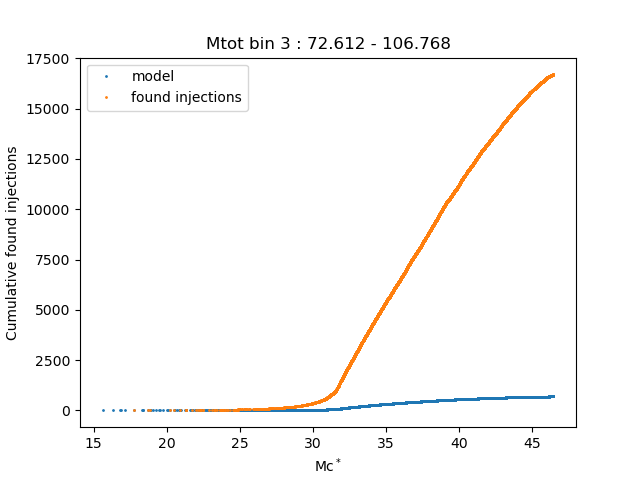 Mtot bin 3 : 72.612 - 106.768
model
found injections
Cumulative found injections
17500
15000
12500
10000
7500
5000
2500
0
15 20 25 30 35 40 45
Mc*